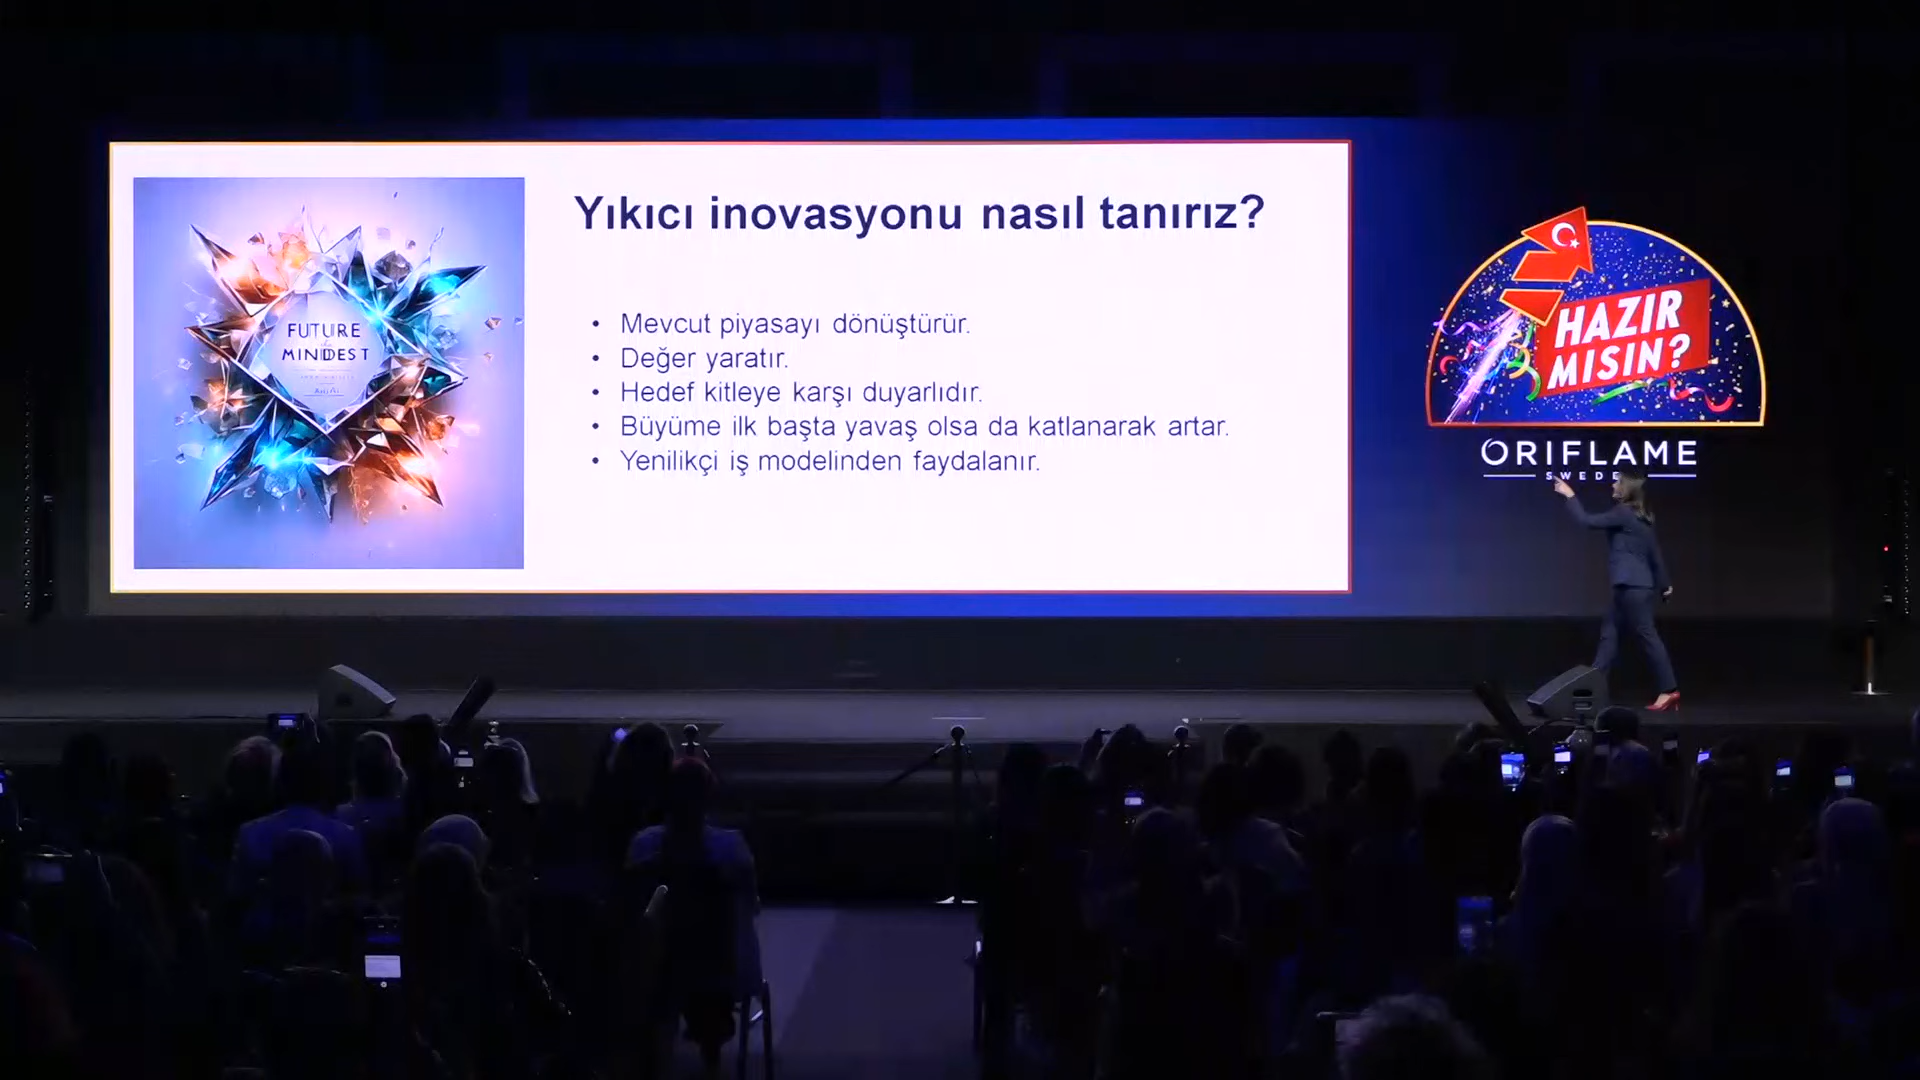 Yıkıcı inovasyonu nasıl tanırız?
FUTURE
MINDDEST
• Mevcut piyasayı dönüştürür.
• Değer yaratır.
• Hedef kitleye karşı duyarlıdır.
• Büyüme ilk başta yavaş olsa da katlanarak artar.
• Yenilikçi iş modelinden faydalanır.
HAZIR
MISIN?
ORIFLAME